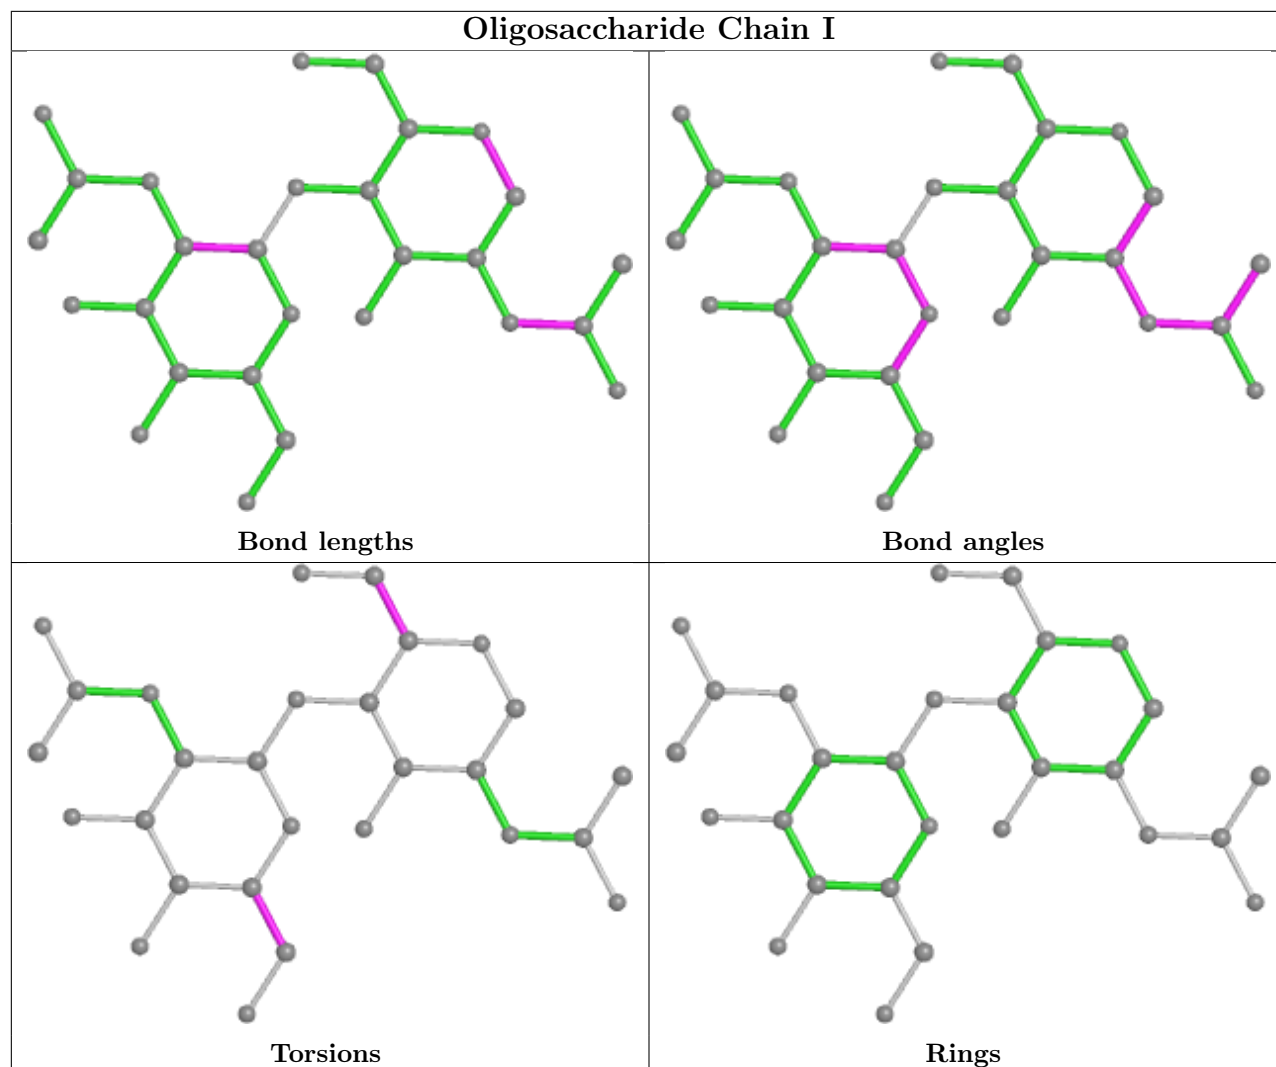 Oligosaccharide Chain I
Bond lengths
Bond angles
Torsions
Rings